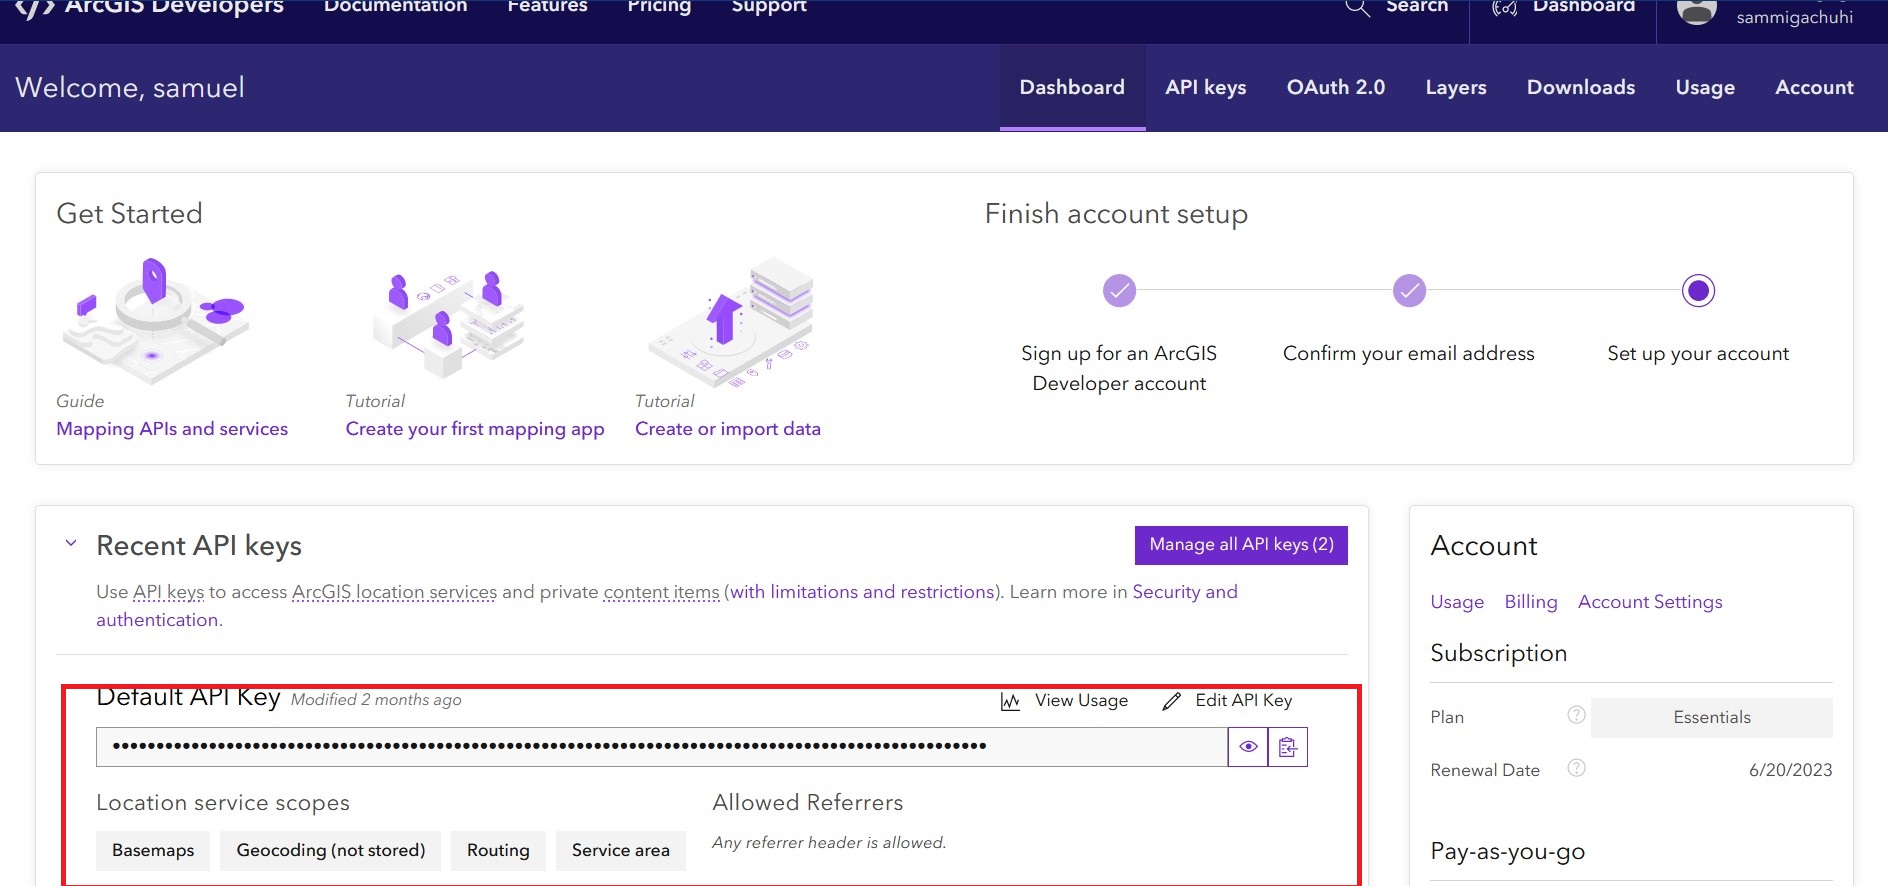 ArcGIS Developers Documentation Features Pricing Support Search Dashboard
sammigachuhi
Welcome, samuel Dashboard API keys OAuth 2.0 Layers Downloads Usage Account
Get Started
Guide
Mapping APIs and services
Tutorial
Create your first mapping app
Tutorial
Create or import data
Finish account setup
Sign up for an ArcGIS
Developer account
Confirm your email address
Set up your account
Recent API keys
Manage all API keys (2)
Use API keys to access ArcGIS location services and private content items (with limitations and restrictions). Learn more in Security and
authentication.
Default API Key Modified 2 months ago View Usage Edit API Key
••••••••••••••••••••••••••••••••••••••••••••••••••••••••••••••••••••••••••••••••••••••••••••••••••••
Location service scopes
Basemaps Geocoding (not stored) Routing Service area
Allowed Referrers
Any referrer header is allowed.
Account
Usage Billing Account Settings
Subscription
Plan ? Essentials
Renewal Date ? 6/20/2023
Pay-as-you-go